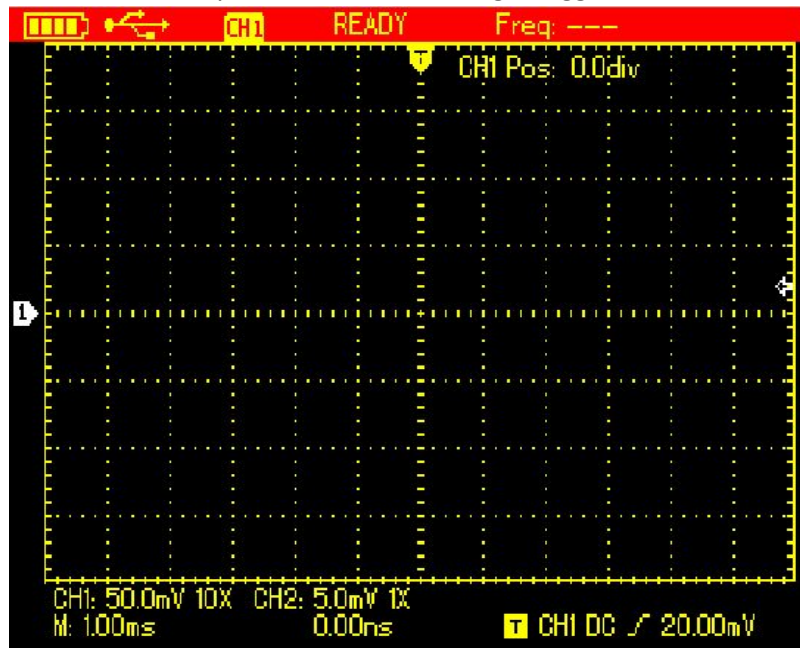 CH1 READY Freq: ---
T
CH1 Pos: 0.0div
1
CH1: 50.0mV 10X CH2: 5.0mV 1X
M: 1.00ms 0.00ns T CH1 DC 20.00mV